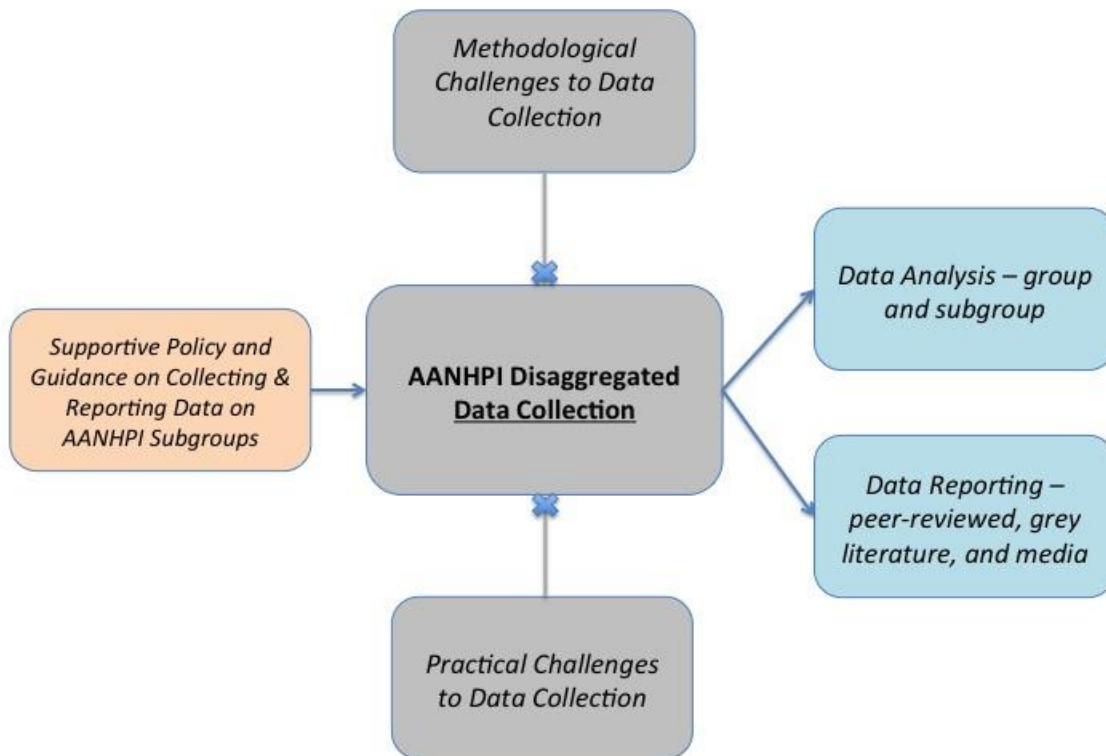 Methodological
Challenges to Data
Collection
Supportive Policy and
Guidance on Collecting &
Reporting Data on
AANHPI Subgroups
AANHPI Disaggregated
Data Collection
Data Analysis – group
and subgroup
Data Reporting –
peer-reviewed, grey
literature, and media
Practical Challenges
to Data Collection